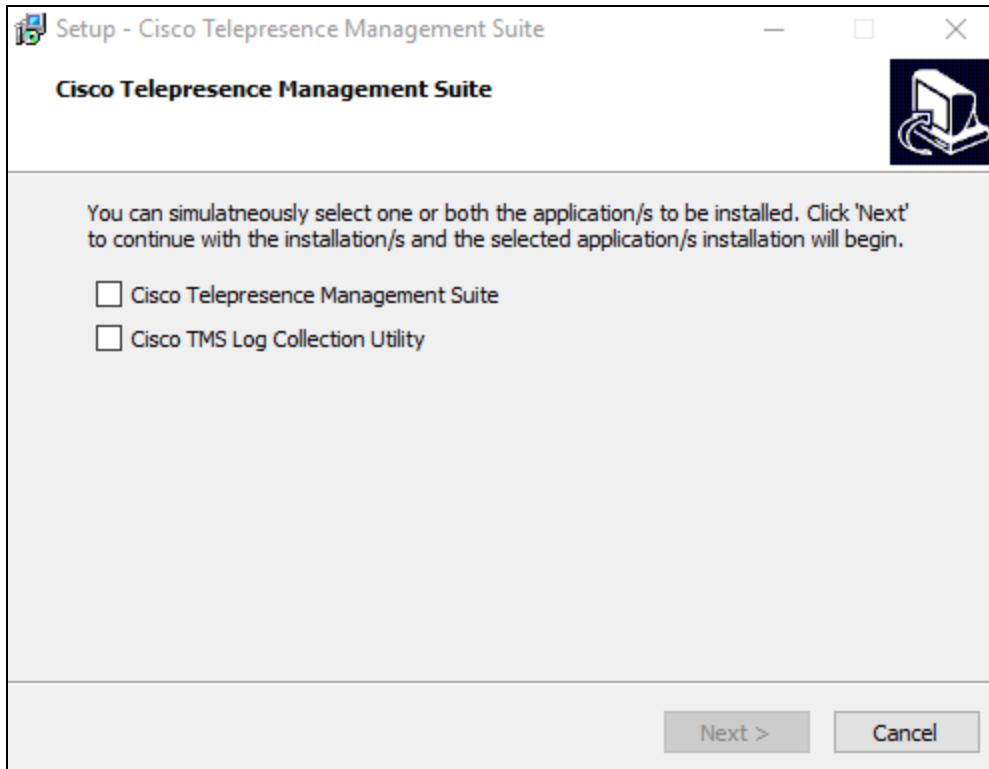 Setup - Cisco Telepresence Management Suite
Cisco Telepresence Management Suite
You can simulatneously select one or both the application/s to be installed. Click 'Next'
to continue with the installation/s and the selected application/s installation will begin.
Cisco Telepresence Management Suite
Cisco TMS Log Collection Utility
Next >
Cancel